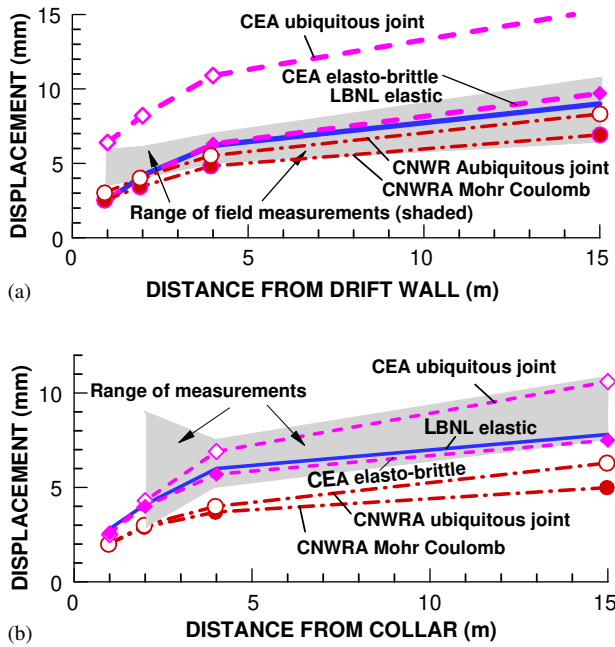 15
CEA ubiquitous joint
CEA elasto-brittle
10
LBNL elastic
DISPLACEMENT (mm)
5
CNWR Aubiquitous joint
CNWRA Mohr Coulomb
Range of field measurements (shaded)
0
0 5 10 15
(a) DISTANCE FROM DRIFT WALL (m)
CEA ubiquitous joint
Range of measurements
10
LBNL elastic
DISPLACEMENT (mm)
CEA elasto-brittle
5
CNWRA ubiquitous joint
CNWRA Mohr Coulomb
0
0 5 10 15
(b) DISTANCE FROM COLLAR (m)